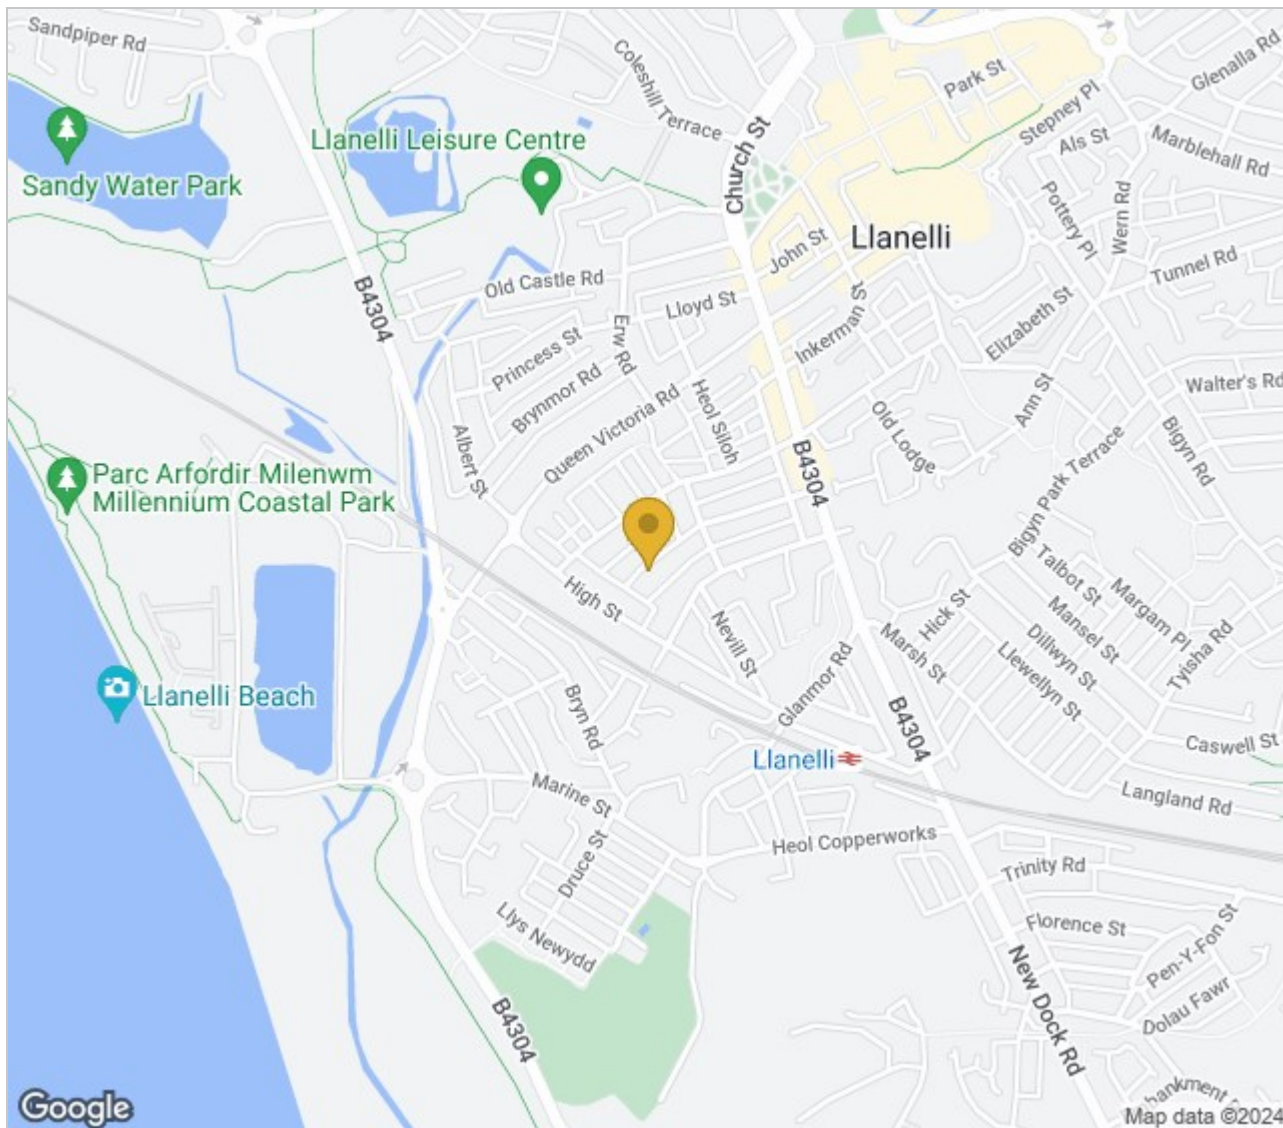 Sandpiper Rd
Coleshill Terrace
Park St
Glenalla Rd
Stepney Pl
Als St
Marblehall Rd
Llanelli Leisure Centre
Sandy Water Park
Church St
Pottery Pl
Wern Rd
Llanelli
John St
Tunnel Rd
Old Castle Rd
B4304
Lloyd St
Inkerman St
Elizabeth St
Princess St
Erw Rd
Brynmor Rd
Walter's Rd
Queen Victoria Rd
Heol Siloh
Old Lodge
Ann St
Bigyn Rd
Albert St
B4304
Bigyn Park Terrace
Parc Arfordir Milenwm
Millennium Coastal Park
High St
Talbot St
Margam Pl
Hick St
Mansel St
Nevill St
Marsh St
Dillwyn St
Tyisha Rd
Llewellyn St
Glanmor Rd
Llanelli Beach
Bryn Rd
B4304
Caswell St
Llanelli
Marine St
Langland Rd
Heol Copperworks
Druce St
Trinity Rd
Florence St
Llys Newydd
Pen-Y-Fon St
New Dock Rd
Dolau Fawr
B4304
Google
Map data ©2024